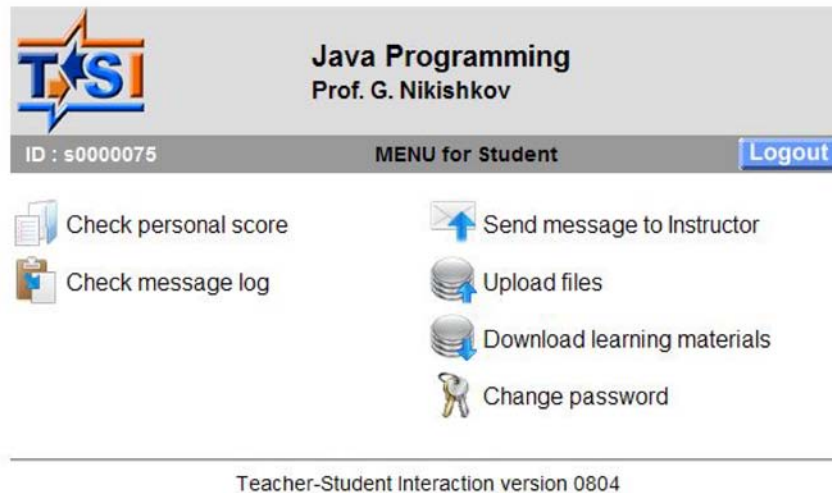 TSI
Java Programming
Prof. G. Nikishkov
ID : s0000075 MENU for Student Logout
Check personal score
Check message log
Send message to Instructor
Upload files
Download learning materials
Change password
Teacher-Student Interaction version 0804